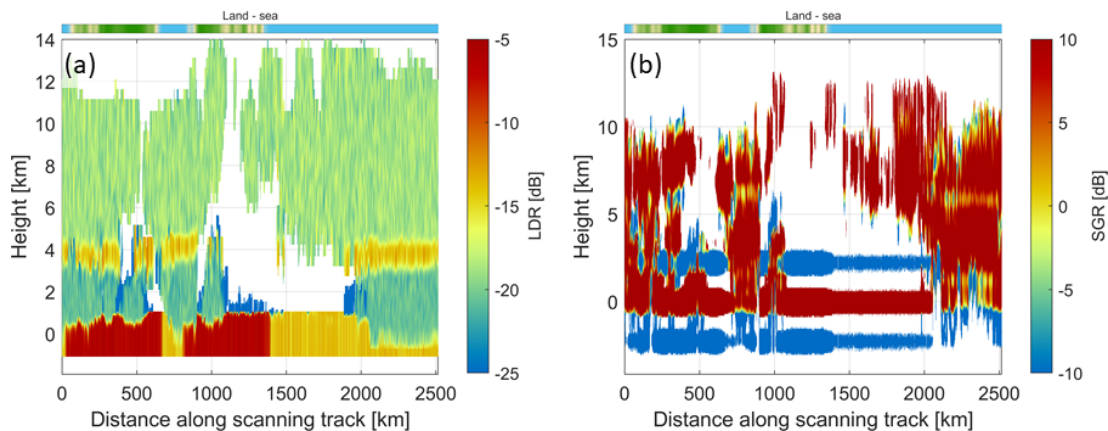 Land - sea
(a)
14
12
10
8
6
4
2
0
Height [km]
0 500 1000 1500 2000 2500
Distance along scanning track [km]
-5
-10
-15
-20
-25
LDR [dB]
Land - sea
(b)
15
10
5
0
Height [km]
0 500 1000 1500 2000 2500
Distance along scanning track [km]
10
5
0
-5
-10
SGR [dB]